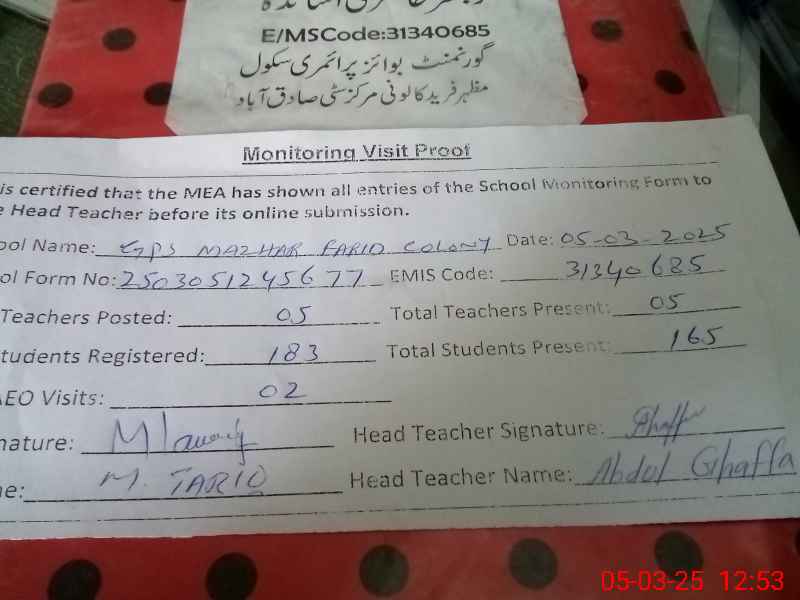 E/MSCode:31340685
گورنمنٹ بوائز پرائمری سکول
مظہر فرید کالونی مرکز سٹی صادق آباد
Monitoring Visit Proof
is certified that the MEA has shown all entries of the School Monitoring Form to
e Head Teacher before its online submission.
ool Name: GPS MAZHAR FARID COLONY Date: 05-03-2025
ol Form No: 2503051245677 EMIS Code: 31340685
Teachers Posted: 05 Total Teachers Present: 05
tudents Registered: 183 Total Students Present: 165
AEO Visits: 02
nature: Head Teacher Signature:
e: M. TARIQ Head Teacher Name: Abdol Ghaffa
05-03-25 12:53